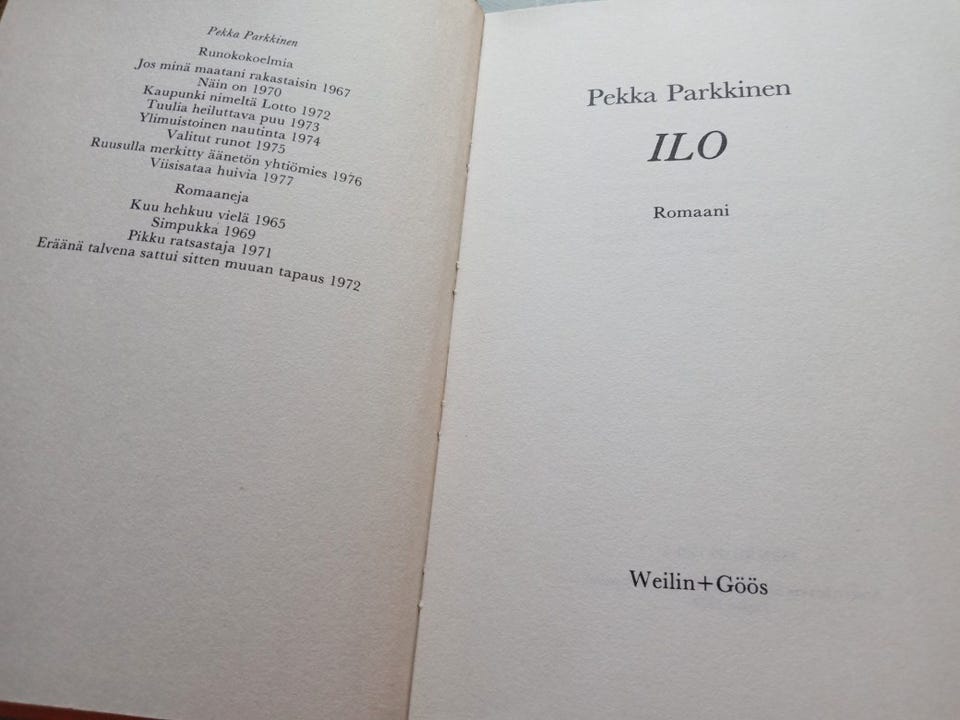 Pekka Parkkinen
Runokokoelmia
Jos minä maatani rakastaisin 1967
Näin on 1970
Kaupunki nimeltä Lotto 1972
Tuulia heiluttava puu 1973
Ylimuistoinen nautinta 1974
Valitut runot 1975
Ruusulla merkitty äänetön yhtiömies 1976
Viisisataa huivia 1977
Romaaneja
Kuu hehkuu vielä 1965
Simpukka 1969
Pikku ratsastaja 1971
Eräänä talvena sattui sitten muuan tapaus 1972
Pekka Parkkinen
ILO
Romaani
Weilin+Göös